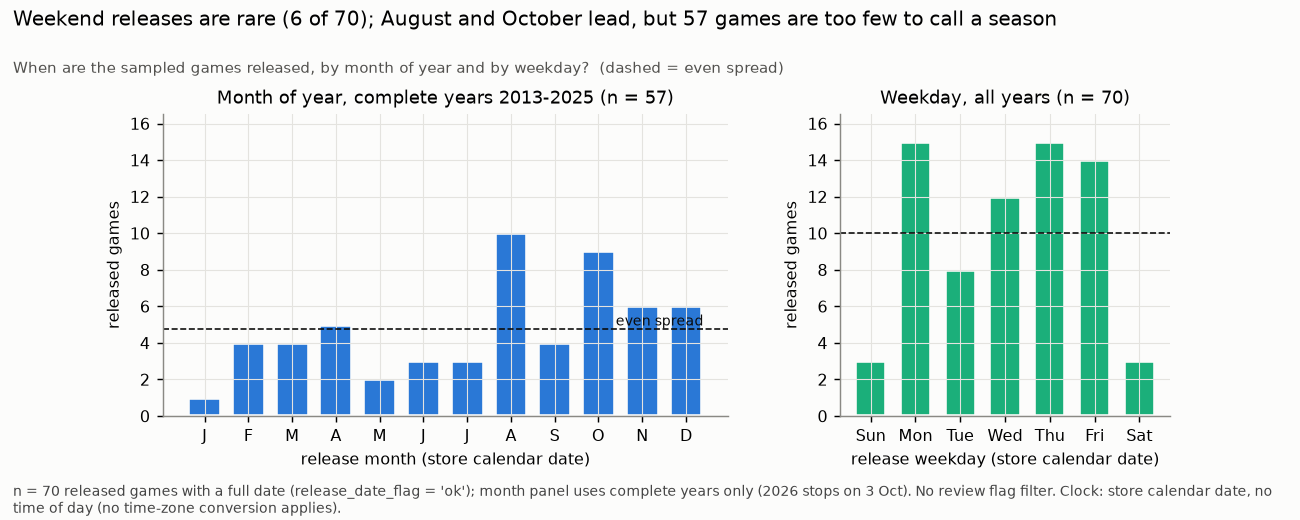 Weekend releases are rare (6 of 70); August and October lead, but 57 games are too few to call a season
When are the sampled games released, by month of year and by weekday?  (dashed = even spread)
Month of year, complete years 2013-2025 (n = 57)
released games
16
14
12
10
8
6
4
2
0
even spread
J F M A M J J A S O N D
release month (store calendar date)
Weekday, all years (n = 70)
released games
16
14
12
10
8
6
4
2
0
Sun Mon Tue Wed Thu Fri Sat
release weekday (store calendar date)
n = 70 released games with a full date (release_date_flag = 'ok'); month panel uses complete years only (2026 stops on 3 Oct). No review flag filter. Clock: store calendar date, no
time of day (no time-zone conversion applies).